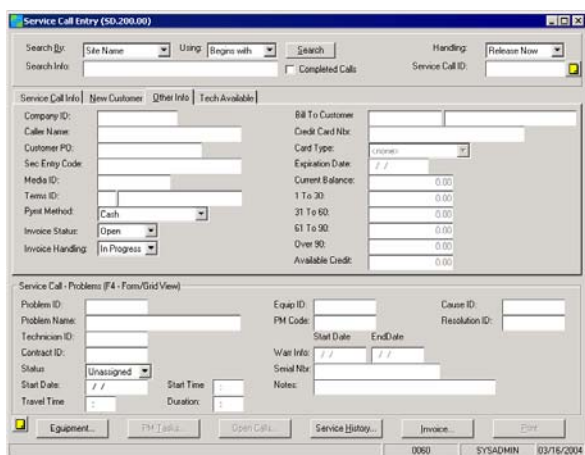 Service Call Entry (SD.200.00)
Search By: Site Name Using: Begins with Search Handling: Release Now
Search Info: Completed Calls Service Call ID:
Service Call Info New Customer Other Info Tech Available
Company ID: Bill To Customer
Caller Name: Credit Card Nbr:
Customer PO: Card Type: <none>
Sec Entry Code: Expiration Date: / /
Media ID: Current Balance: 0.00
Terms ID: 1 To 30: 0.00
Pymt Method: Cash 31 To 60: 0.00
Invoice Status: Open 61 To 90: 0.00
Invoice Handling: In Progress Over 90: 0.00
Available Credit: 0.00
Service Call - Problems (F4 - Form/Grid View)
Problem ID: Equip ID: Cause ID:
Problem Name: PM Code: Resolution ID:
Technician ID: Start Date EndDate
Contract ID: Warr Info: / / / /
Status Unassigned Serial Nbr:
Start Date: / / Start Time : Notes:
Travel Time : Duration: :
Equipment... PM Tasks... Open Calls... Service History... Invoice... Print
0060 SYSADMIN 03/16/2004